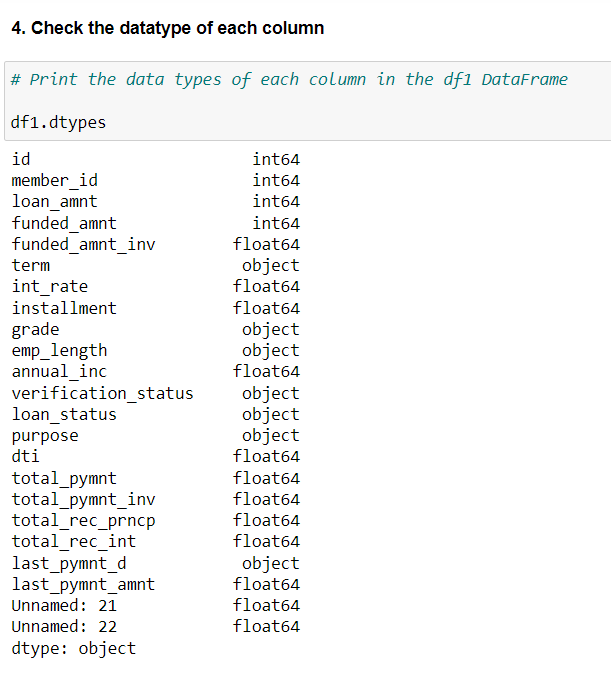 4. Check the datatype of each column
# Print the data types of each column in the df1 DataFrame
df1.dtypes
id int64
member_id int64
loan_amnt int64
funded_amnt int64
funded_amnt_inv float64
term object
int_rate float64
installment float64
grade object
emp_length object
annual_inc float64
verification_status object
loan_status object
purpose object
dti float64
total_pymnt float64
total_pymnt_inv float64
total_rec_prncp float64
total_rec_int float64
last_pymnt_d object
last_pymnt_amnt float64
Unnamed: 21 float64
Unnamed: 22 float64
dtype: object